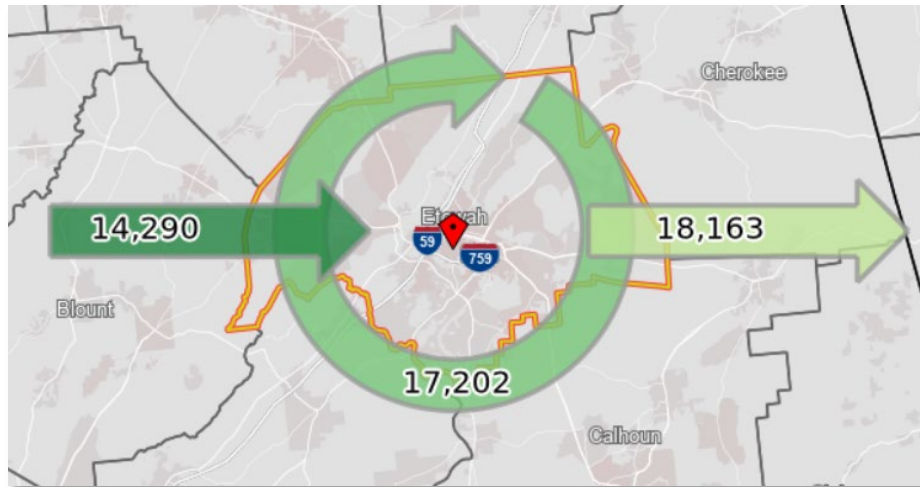 Cherokee
Etowah
14,290
59
759
18,163
Blount
17,202
Calhoun